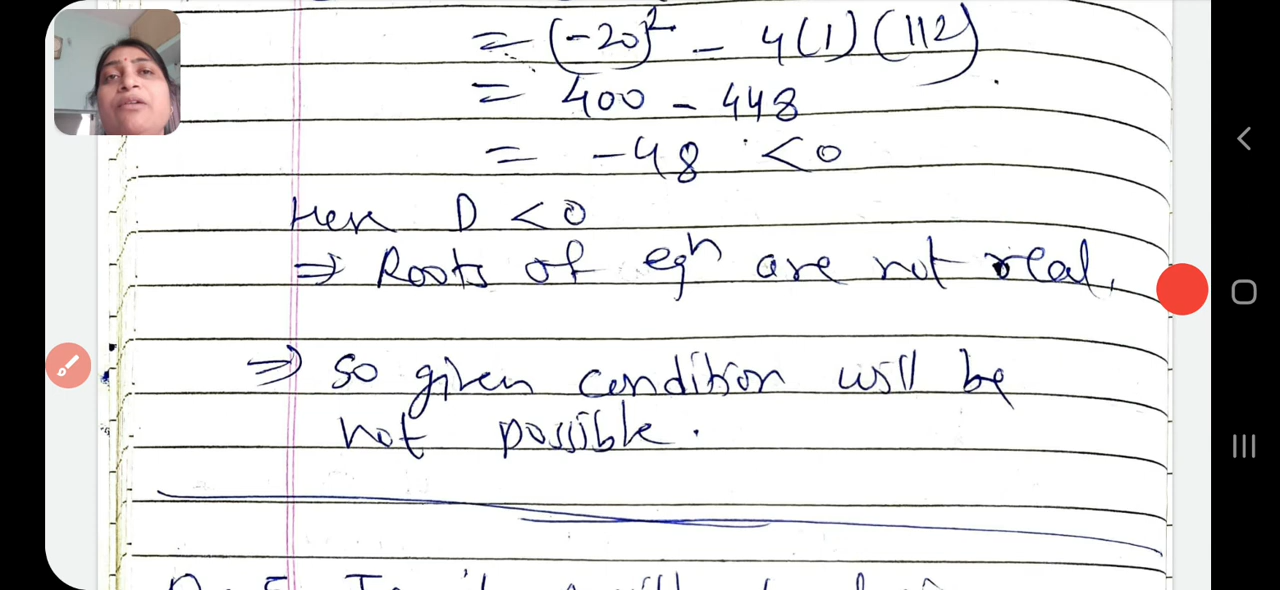 = (-20)² - 4(1)(112)
= 400 - 448
= -48 < 0
Here D < 0
⇒ Roots of eqn are not real.
⇒ so given condition will be
not possible.